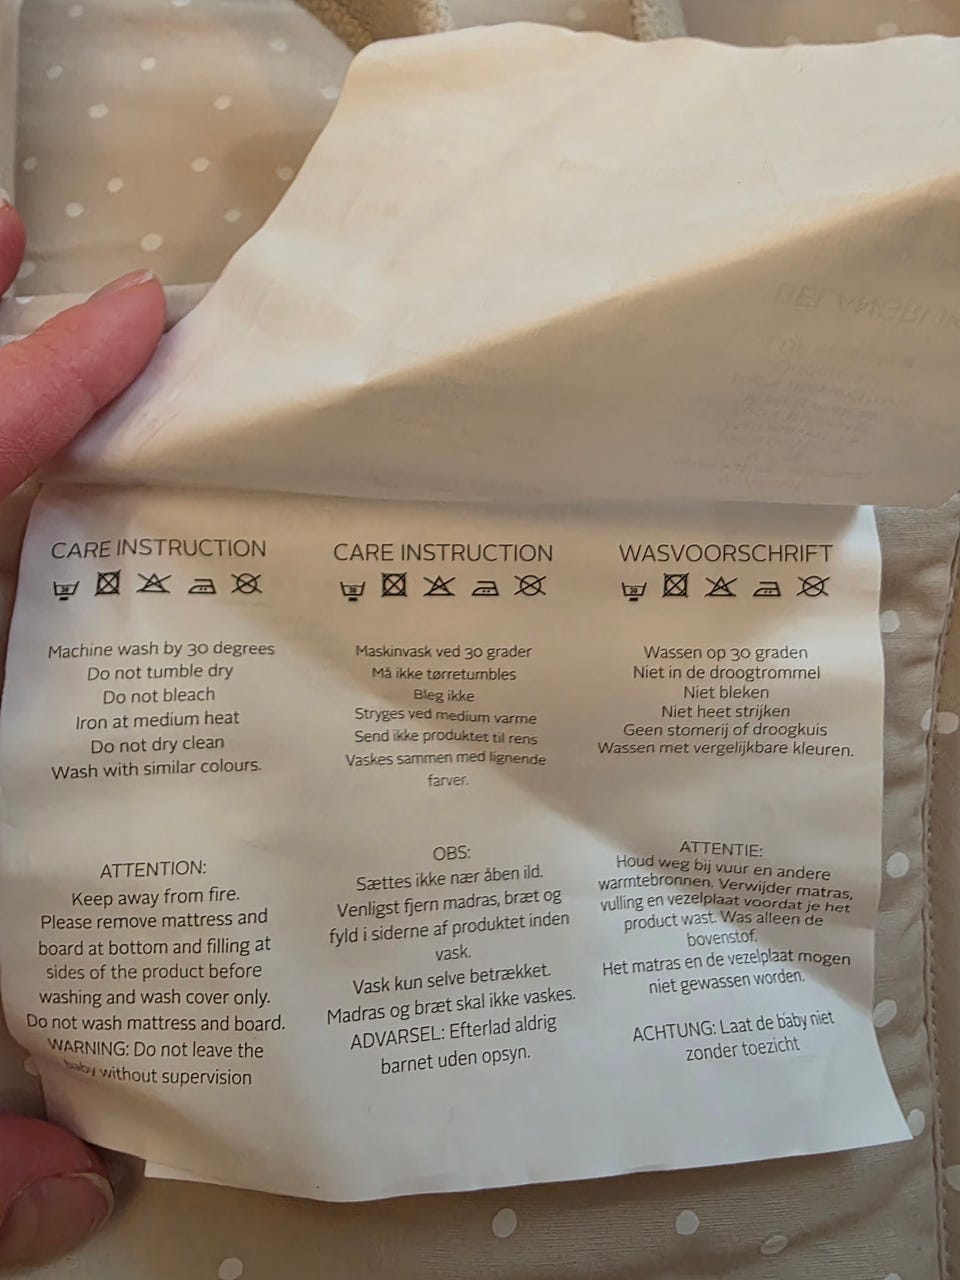 CARE INSTRUCTION
Machine wash by 30 degrees
Do not tumble dry
Do not bleach
Iron at medium heat
Do not dry clean
Wash with similar colours.
ATTENTION:
Keep away from fire.
Please remove mattress and
board at bottom and filling at
sides of the product before
washing and wash cover only.
Do not wash mattress and board.
WARNING: Do not leave the
baby without supervision
CARE INSTRUCTION
Maskinvask ved 30 grader
Må ikke tørretumbles
Bleg ikke
Stryges ved medium varme
Send ikke produktet til rens
Vaskes sammen med lignende
farver.
OBS:
Sættes ikke nær åben ild.
Venligst fjern madras, bræt og
fyld i siderne af produktet inden
vask.
Vask kun selve betrækket.
Madras og bræt skal ikke vaskes.
ADVARSEL: Efterlad aldrig
barnet uden opsyn.
WASVOORSCHRIFT
Wassen op 30 graden
Niet in de droogtrommel
Niet bleken
Niet heet strijken
Geen stomerij of droogkuis
Wassen met vergelijkbare kleuren.
ATTENTIE:
Houd weg bij vuur en andere
warmtebronnen. Verwijder matras,
vulling en vezelplaat voordat je het
product wast. Was alleen de
bovenstof.
Het matras en de vezelplaat mogen
niet gewassen worden.
ACHTUNG: Laat de baby niet
zonder toezicht